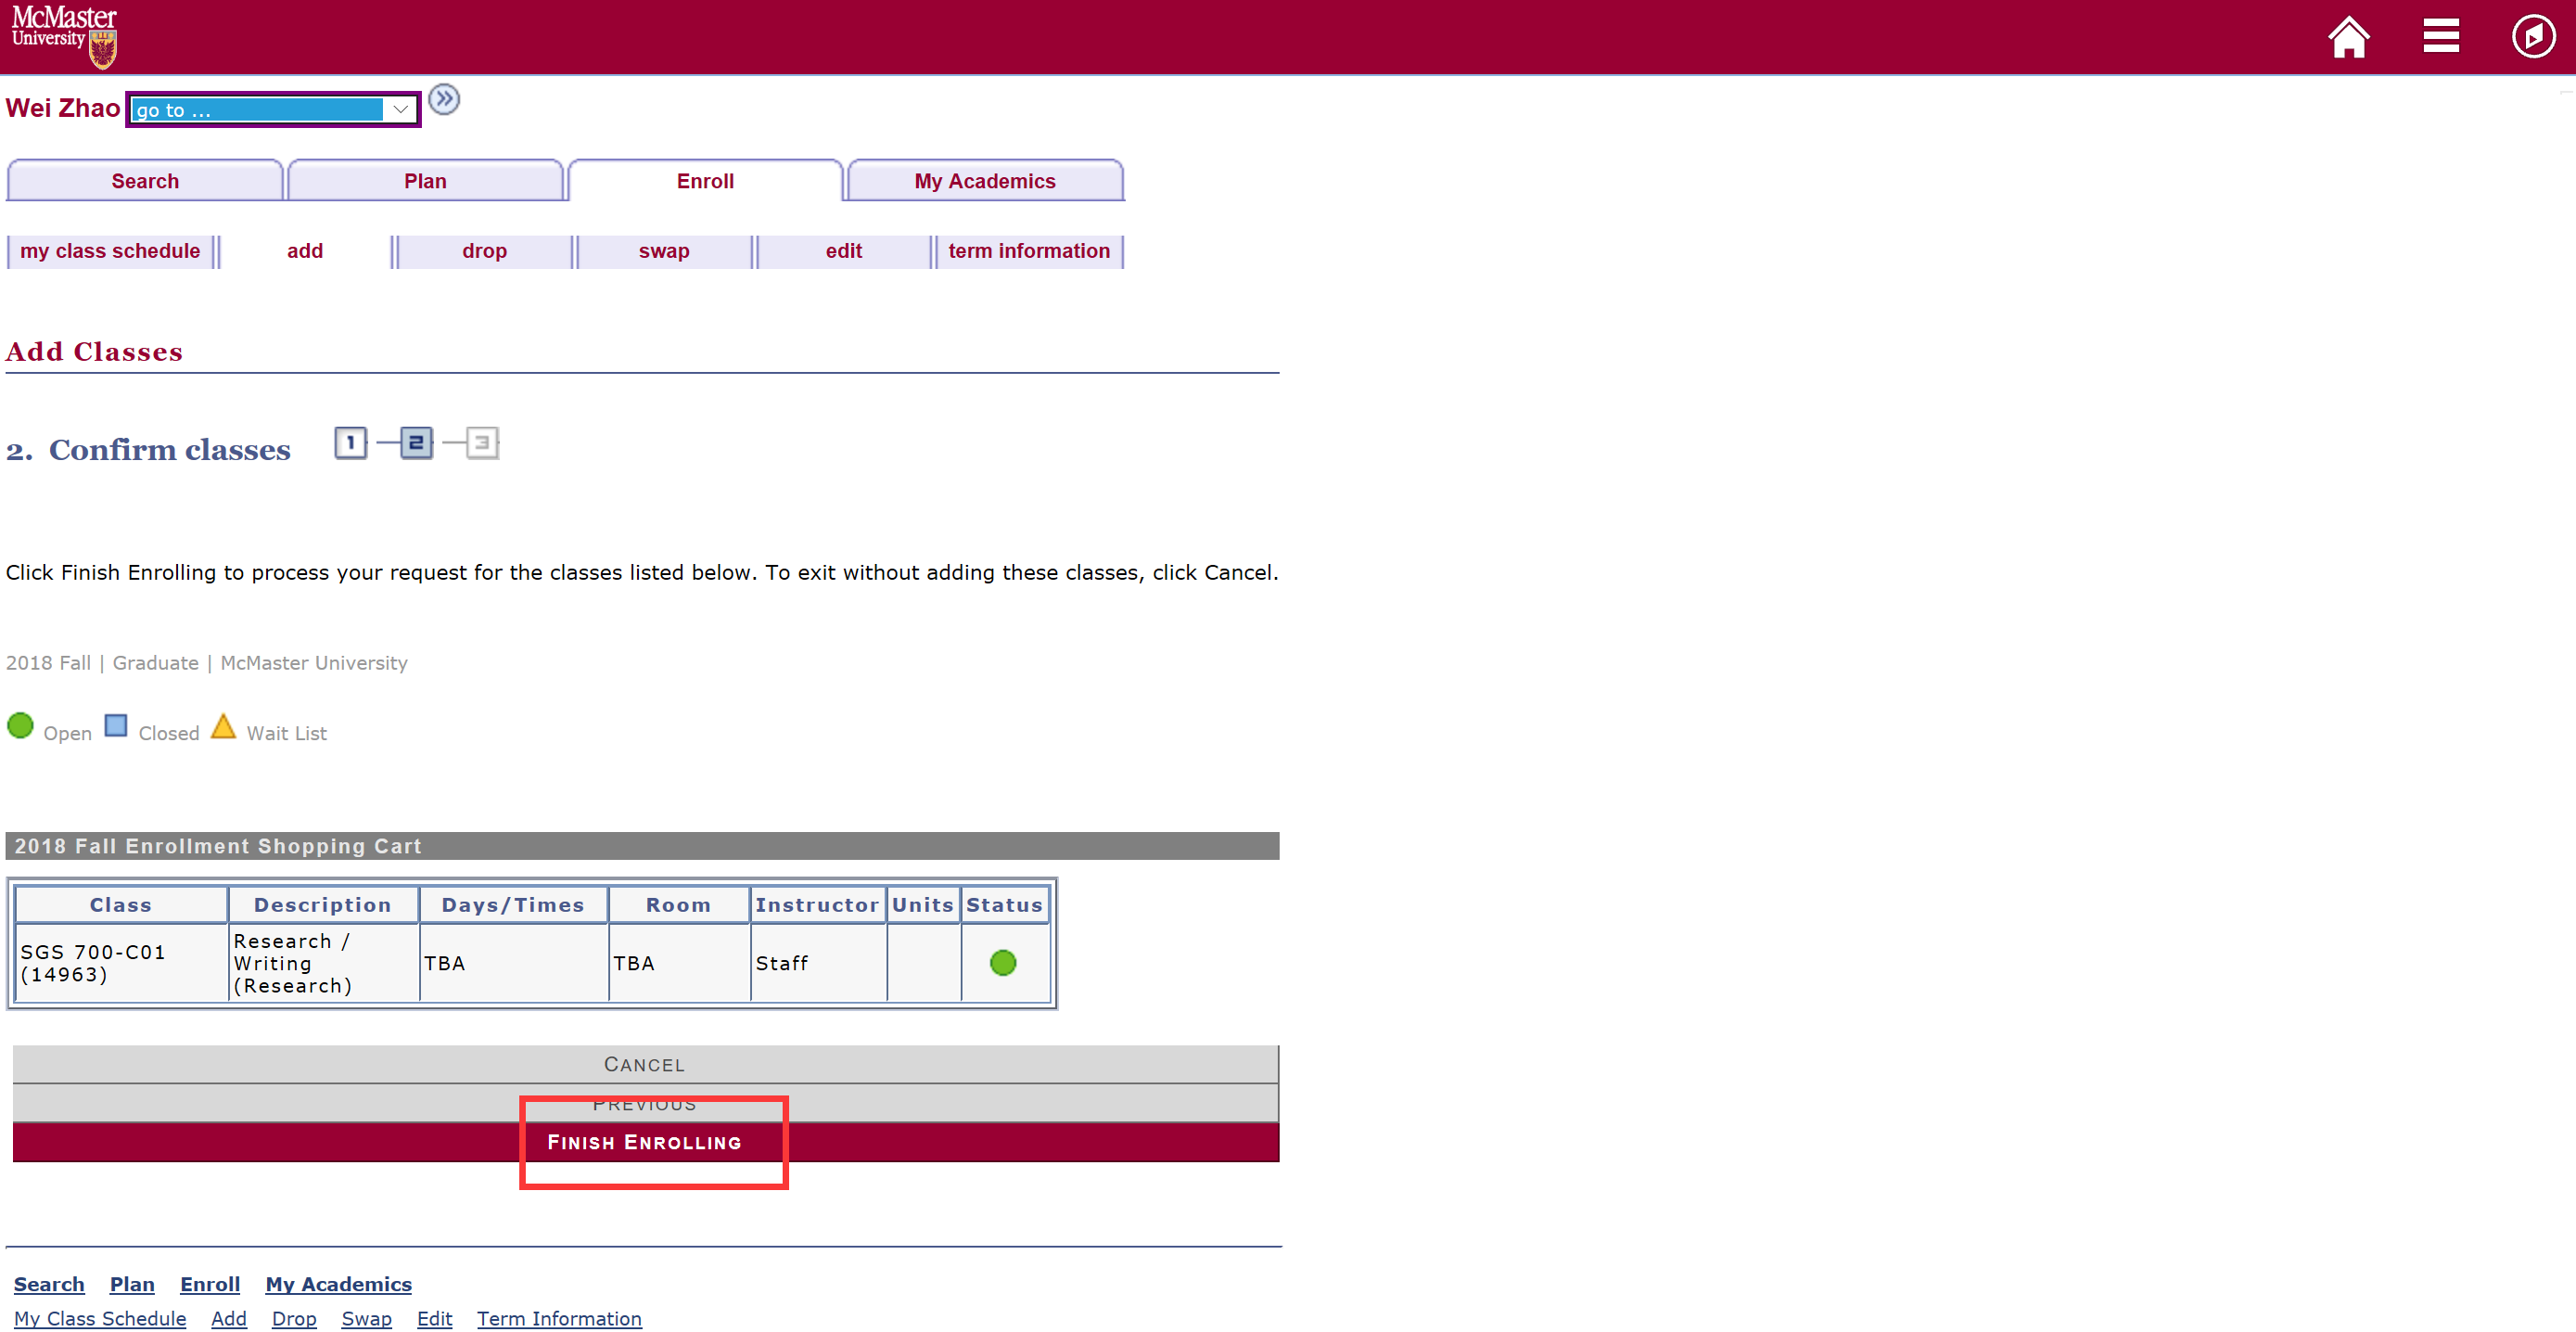 McMaster
University
Wei Zhao go to ...
Search Plan Enroll My Academics
my class schedule add drop swap edit term information
Add Classes
2. Confirm classes 1 2 3
Click Finish Enrolling to process your request for the classes listed below. To exit without adding these classes, click Cancel.
2018 Fall | Graduate | McMaster University
Open Closed Wait List
2018 Fall Enrollment Shopping Cart
Class Description Days/Times Room Instructor Units Status
SGS 700-C01
(14963)
Research /
Writing
(Research)
TBA
TBA
Staff
CANCEL
PREVIOUS
FINISH ENROLLING
Search Plan Enroll My Academics
My Class Schedule Add Drop Swap Edit Term Information